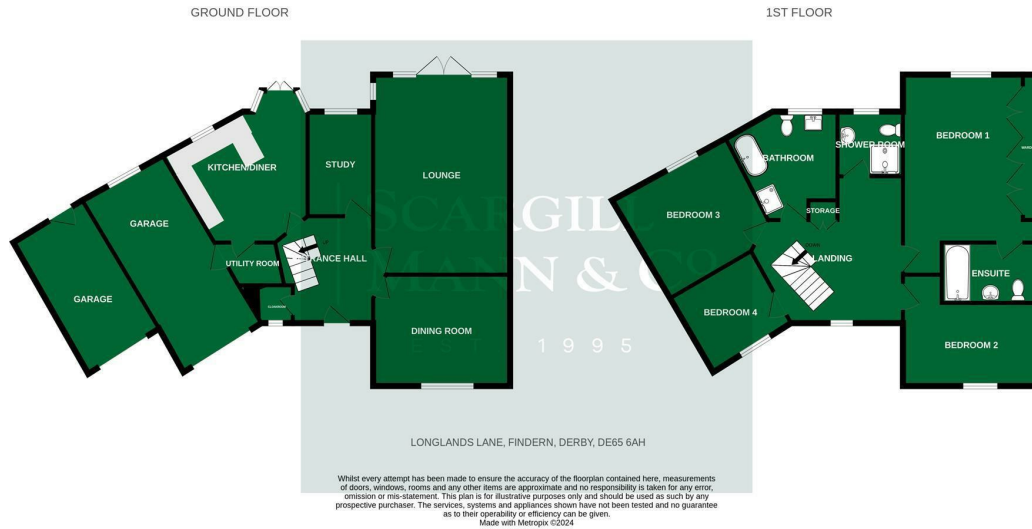 GROUND FLOOR
1ST FLOOR
KITCHEN/DINER
STUDY
LOUNGE
GARAGE
UTILITY ROOM
GARAGE
DINING ROOM
BATHROOM
SHOWER ROOM
BEDROOM 1
BEDROOM 3
STORAGE
LANDING
ENSUITE
BEDROOM 4
BEDROOM 2
SCARGILL
MANN & Co
EST 1995
LONGLANDS LANE, FINDERN, DERBY, DE65 6AH
Whilst every attempt has been made to ensure the accuracy of the floorplan contained here, measurements
of doors, windows, rooms and any other items are approximate and no responsibility is taken for any error,
omission or mis-statement. This plan is for illustrative purposes only and should be used as such by any
prospective purchaser. The services, systems and appliances shown have not been tested and no guarantee
as to their operability or efficiency can be given.
Made with Metropix ©2024